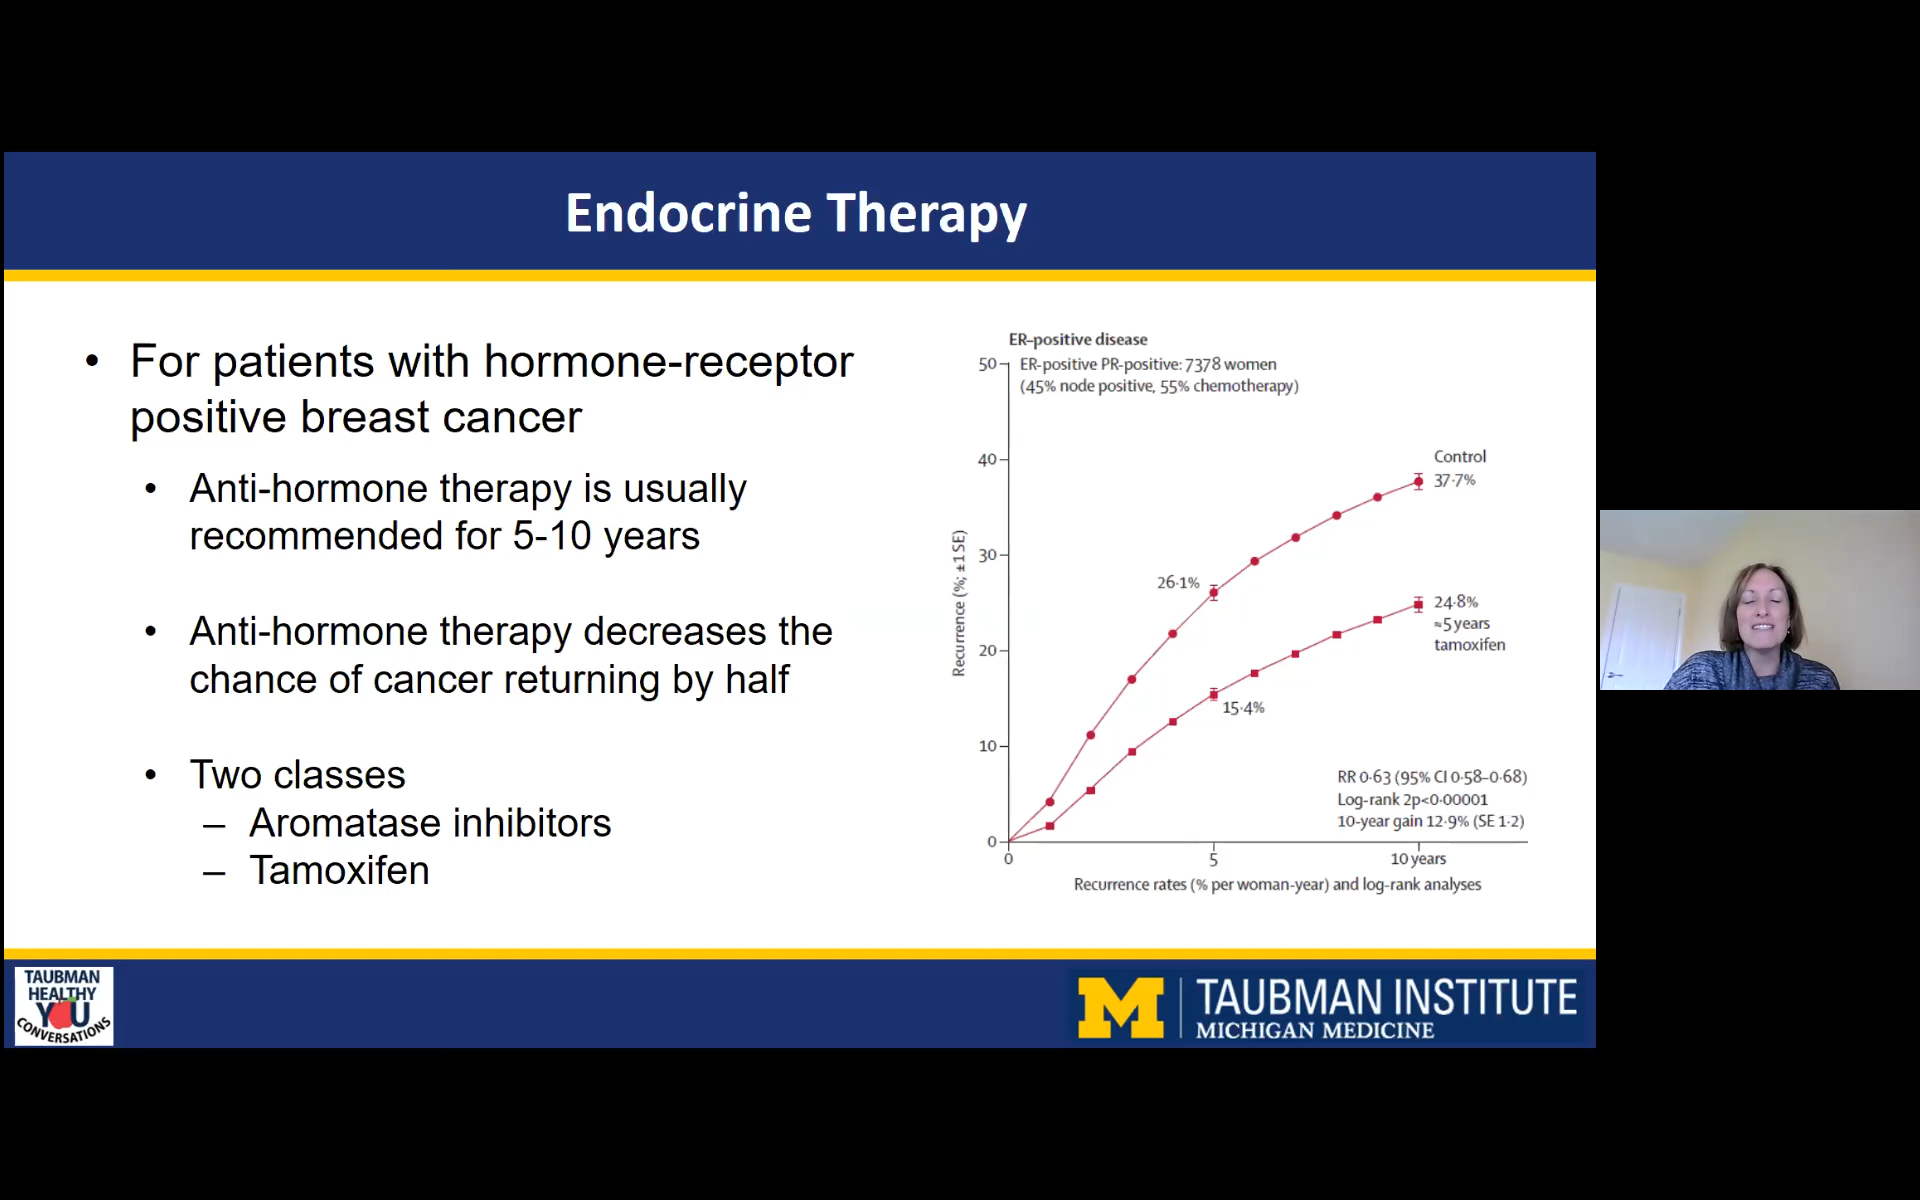 Endocrine Therapy
• For patients with hormone-receptor
positive breast cancer
• Anti-hormone therapy is usually
recommended for 5-10 years
• Anti-hormone therapy decreases the
chance of cancer returning by half
• Two classes
– Aromatase inhibitors
– Tamoxifen
ER-positive disease
ER-positive PR-positive: 7378 women
(45% node positive, 55% chemotherapy)
50
40
30
20
10
0
Recurrence (%; ±1 SE)
Control
37·7%
26·1%
24·8%
≈5 years
tamoxifen
15·4%
RR 0·63 (95% CI 0·58–0·68)
Log-rank 2p<0·00001
10-year gain 12·9% (SE 1·2)
0
5
10 years
Recurrence rates (% per woman-year) and log-rank analyses
TAUBMAN
HEALTHY
YOU
CONVERSATIONS
M
TAUBMAN INSTITUTE
MICHIGAN MEDICINE